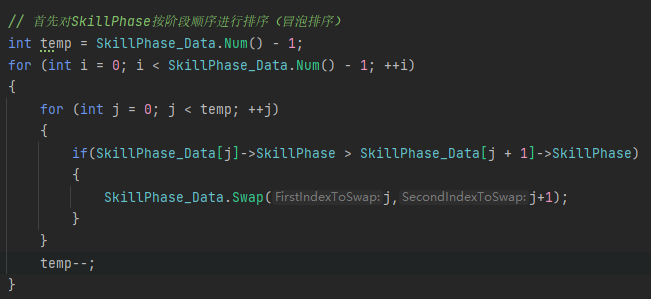 // 首先对SkillPhase按阶段顺序进行排序（冒泡排序）
int temp = SkillPhase_Data.Num() - 1;
for (int i = 0; i < SkillPhase_Data.Num() - 1; ++i)
{
    for (int j = 0; j < temp; ++j)
    {
        if(SkillPhase_Data[j]->SkillPhase > SkillPhase_Data[j + 1]->SkillPhase)
        {
            SkillPhase_Data.Swap(FirstIndexToSwap:j,SecondIndexToSwap:j+1);
        }
    }
    temp--;
}